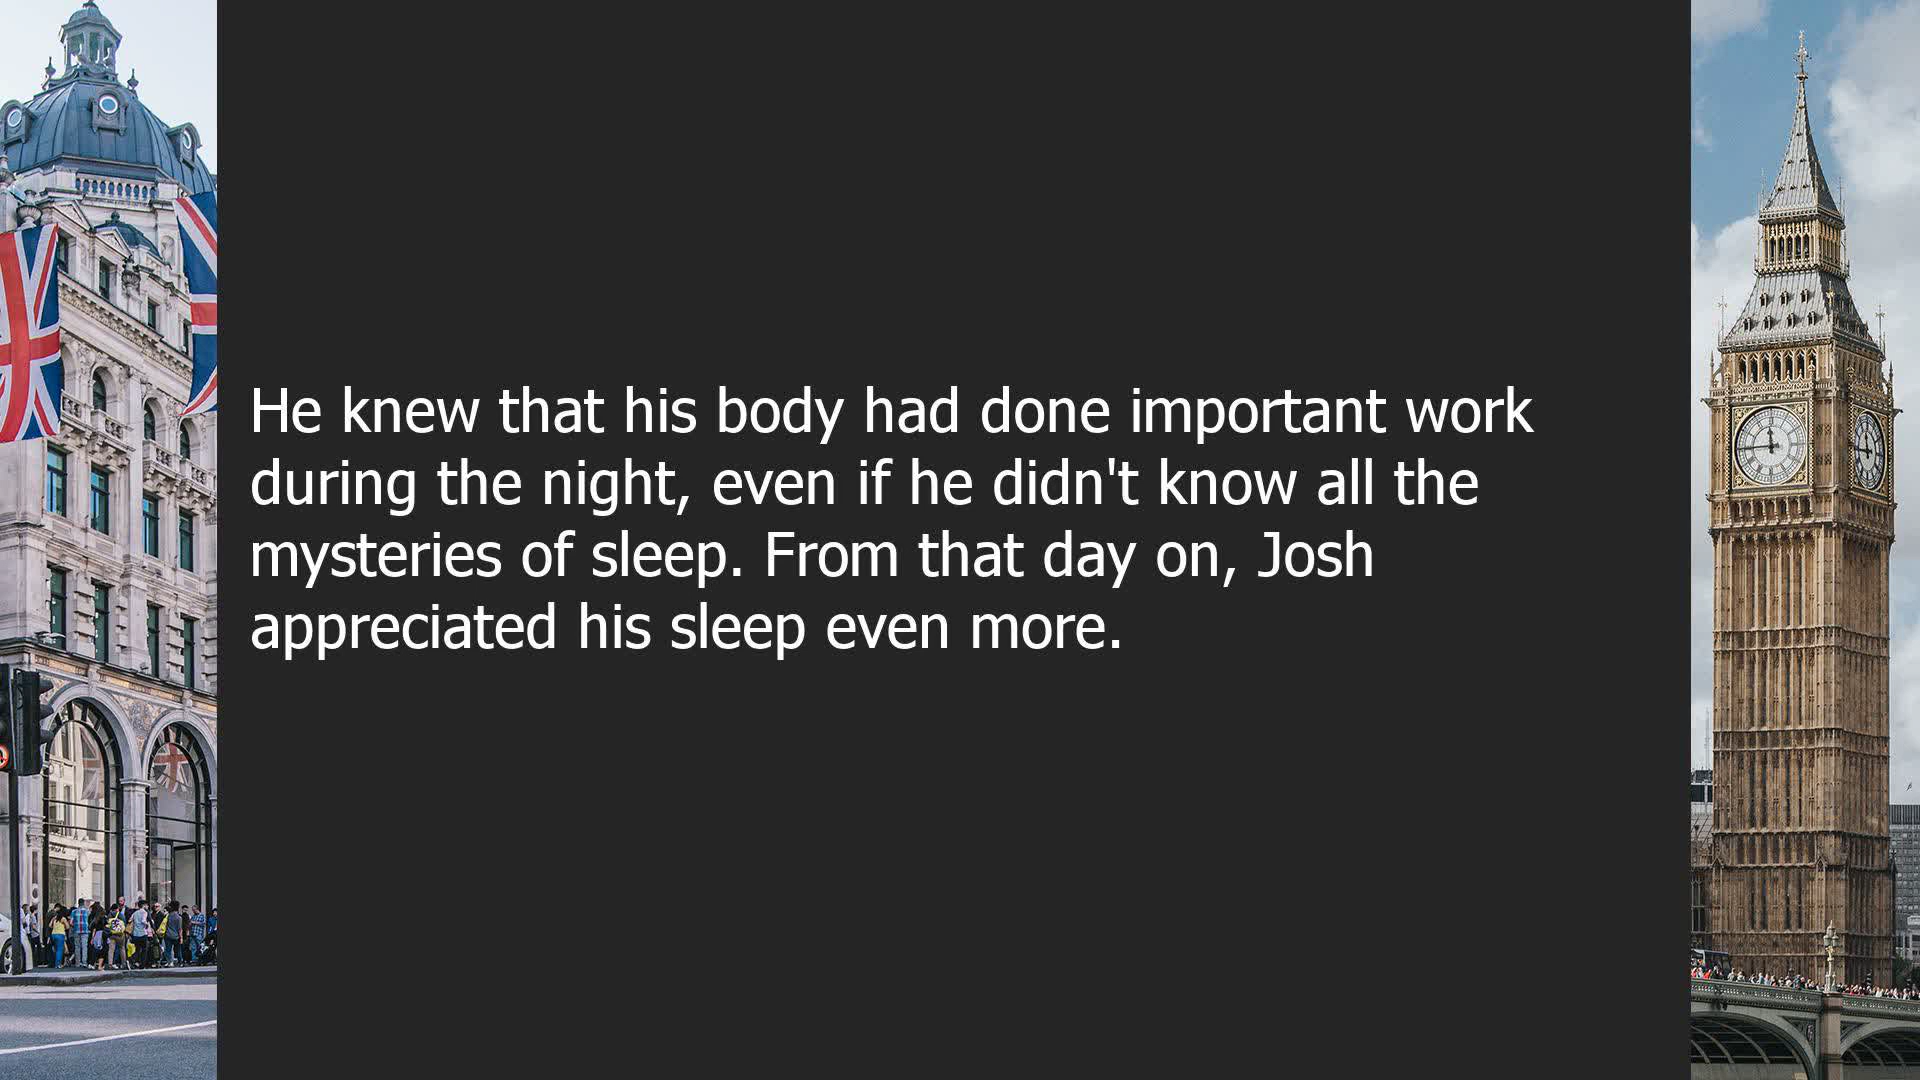 He knew that his body had done important work
during the night, even if he didn't know all the
mysteries of sleep. From that day on, Josh
appreciated his sleep even more.